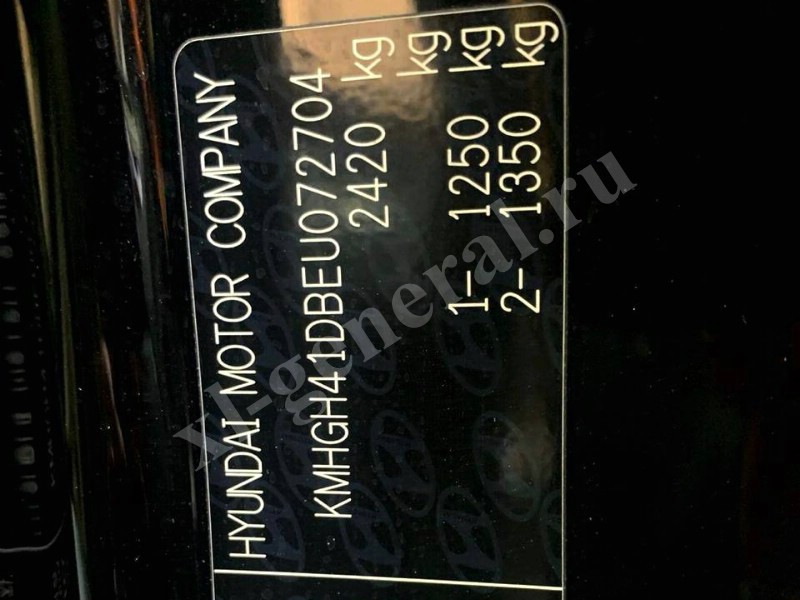 HYUNDAI MOTOR COMPANY
KMHGH41DBEU072704
2420 kg
kg
1- 1250 kg
2- 1350 kg
xl-general.ru